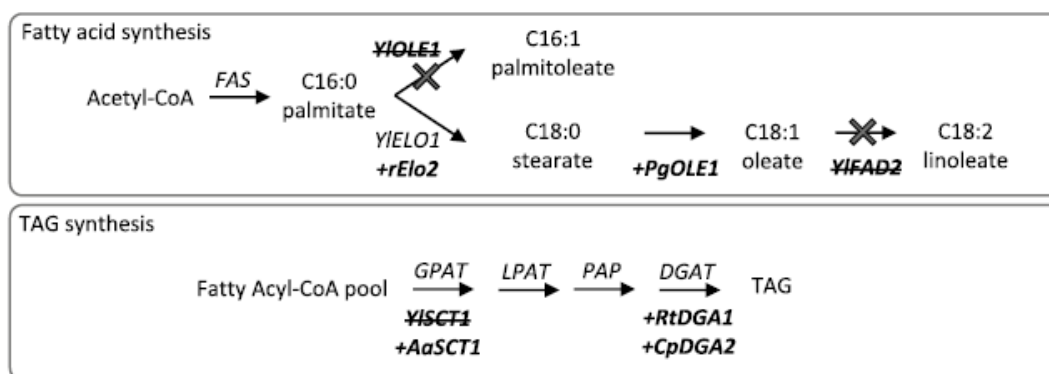 Fatty acid synthesis
YlOLE1
C16:1
palmitoleate
FAS
C16:0
palmitate
Acetyl-CoA
YlELO1
+rElo2
C18:0
stearate
+PgOLE1
C18:1
oleate
YlFAD2
C18:2
linoleate
TAG synthesis
GPAT LPAT PAP DGAT
Fatty Acyl-CoA pool TAG
YlSCT1 +RtDGA1
+AaSCT1 +CpDGA2